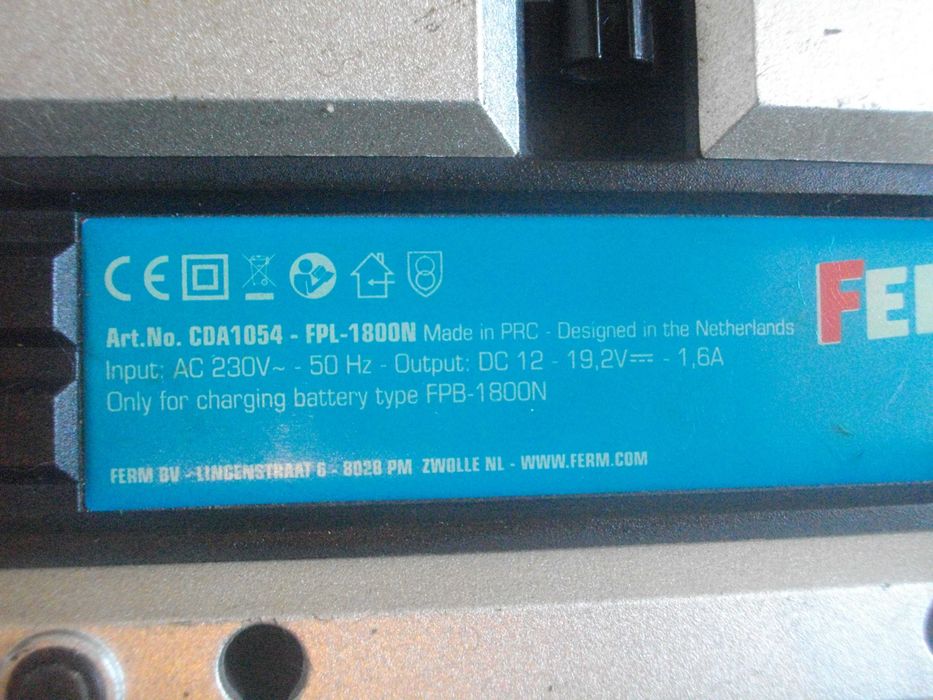 CE
Art.No. CDA1054 - FPL-1800N Made in PRC - Designed in the Netherlands
Input: AC 230V~ - 50 Hz - Output: DC 12 - 19,2V⎓ - 1,6A
Only for charging battery type FPB-1800N
FERM BV - LINGENSTRAAT 6 - 8028 PM ZWOLLE NL - WWW.FERM.COM
FER